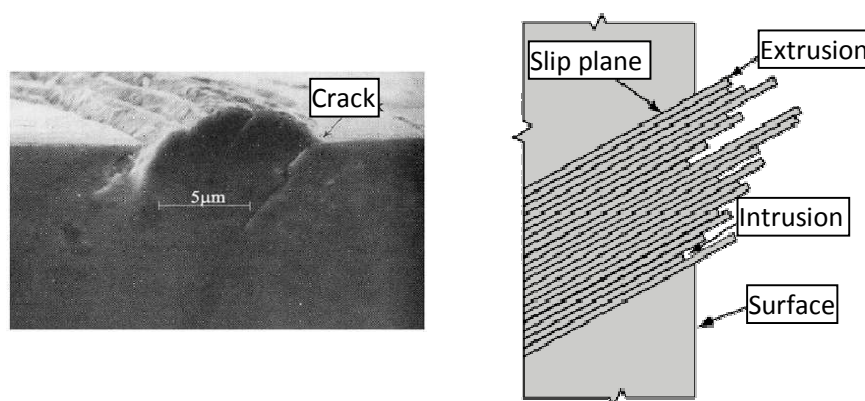 Crack
5μm
Slip plane
Extrusion
Intrusion
Surface